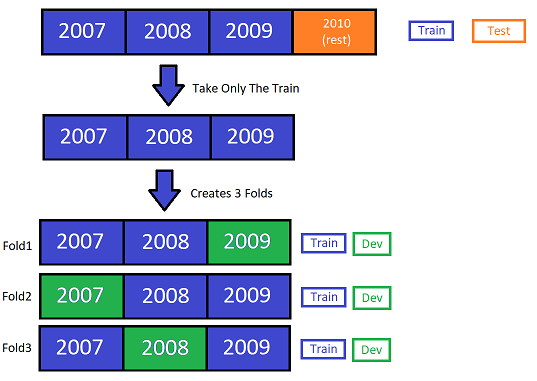 2007 2008 2009 2010 (rest) Train Test
Take Only The Train
2007 2008 2009
Creates 3 Folds
Fold1 2007 2008 2009 Train Dev
Fold2 2007 2008 2009 Train Dev
Fold3 2007 2008 2009 Train Dev